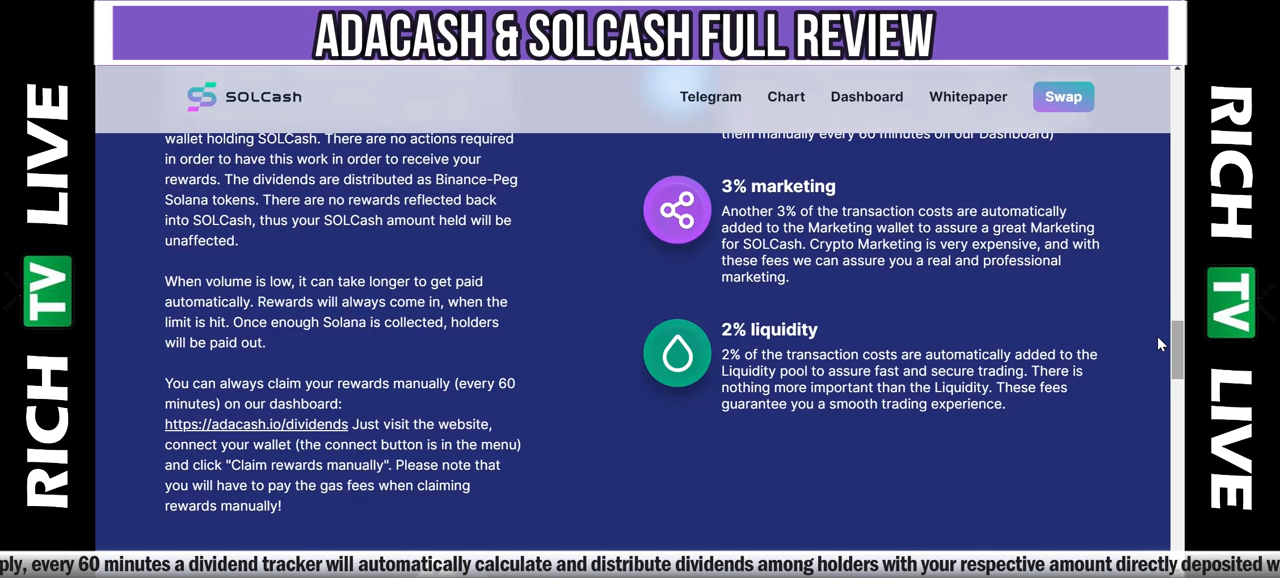 ADACASH & SOLCASH FULL REVIEW
SOLCash
Telegram
Chart
Dashboard
Whitepaper
Swap
wallet holding SOLCash. There are no actions required
in order to have this work in order to receive your
rewards. The dividends are distributed as Binance-Peg
Solana tokens. There are no rewards reflected back
into SOLCash, thus your SOLCash amount held will be
unaffected.
When volume is low, it can take longer to get paid
automatically. Rewards will always come in, when the
limit is hit. Once enough Solana is collected, holders
will be paid out.
You can always claim your rewards manually (every 60
minutes) on our dashboard:
https://adacash.io/dividends Just visit the website,
connect your wallet (the connect button is in the menu)
and click "Claim rewards manually". Please note that
you will have to pay the gas fees when claiming
rewards manually!
them manually every 60 minutes on our Dashboard)
3% marketing
Another 3% of the transaction costs are automatically
added to the Marketing wallet to assure a great Marketing
for SOLCash. Crypto Marketing is very expensive, and with
these fees we can assure you a real and professional
marketing.
2% liquidity
2% of the transaction costs are automatically added to the
Liquidity pool to assure fast and secure trading. There is
nothing more important than the Liquidity. These fees
guarantee you a smooth trading experience.
RICH TV LIVE
RICH TV LIVE
ply, every 60 minutes a dividend tracker will automatically calculate and distribute dividends among holders with your respective amount directly deposited w